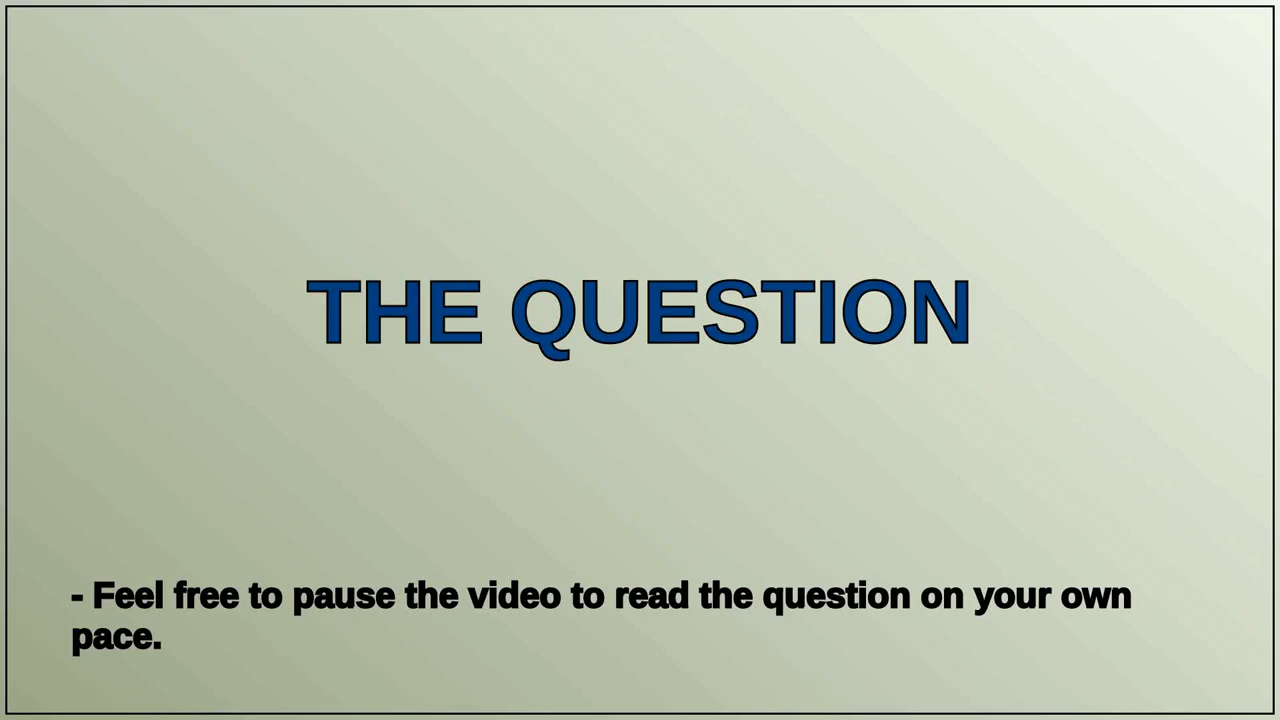 THE QUESTION
- Feel free to pause the video to read the question on your own
pace.